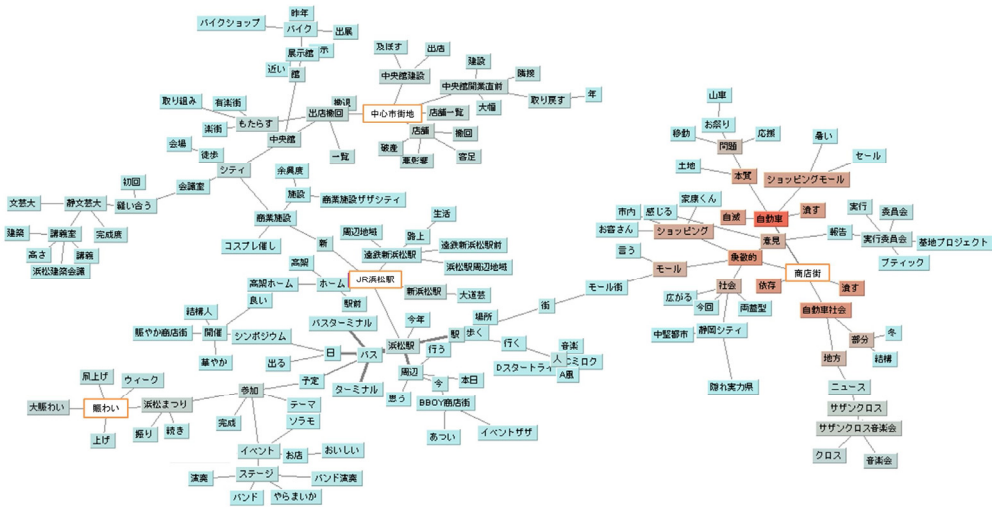 昨年
バイクショップ
バイク
出展
展示館
示
近い
館
及ぼす
出店
中央館建設
建設
中央館開業直前
隣接
取り戻す
年
大幅
取り組み
有楽街
もたらす
楽街
出店撤回
撤退
中心市街地
店舗一覧
店舗
撤回
破産
容足
一覧
中央館
会場
徒歩
シティ
会議室
初回
縫い合う
文芸大
静文芸大
建築
講義室
完成度
高さ
講義
浜松建築会議
余興度
施設
商業施設ザザシティ
商業施設
コスプレ催し
新
周辺地域
生活
路上
遠鉄新浜松駅前
遠鉄新浜松駅
浜松駅周辺地域
高架
高架ホーム
ホーム
JR浜松駅
新浜松駅
大道芸
駅前
良い
結構人
賑やか商店街
開催
シンポジウム
華やか
バスターミナル
今年
日
バス
浜松駅
駅
出る
行う
歩く
場所
街
モール街
行く
音楽
人
Cミロク
Dスタートライ
A風
予定
ターミナル
周辺
思う
今
本日
BBOY商店街
あつい
イベントザザ
凧上げ
ウィーク
大賑わい
賑わい
浜松まつり
上げ
振り
続き
参加
テーマ
完成
ソラモ
イベント
お店
おいしい
ステージ
演奏
バンド演奏
バンド
やらまいか
山車
お祭り
移動
応援
問題
土地
本質
暑い
セール
ショッピングモール
家康くん
市内
感じる
お客さん
ショッピング
自滅
自動車
潰す
意見
言う
モール
象徴的
報告
実行
委員会
実行委員会
基地プロジェクト
ブティック
商店街
依存
潰す
社会
広がる
今回
両蓋型
中堅都市
静岡シティ
隠れ実力県
自動車社会
部分
冬
結構
地方
ニュース
サザンクロス
サザンクロス音楽会
クロス
音楽会